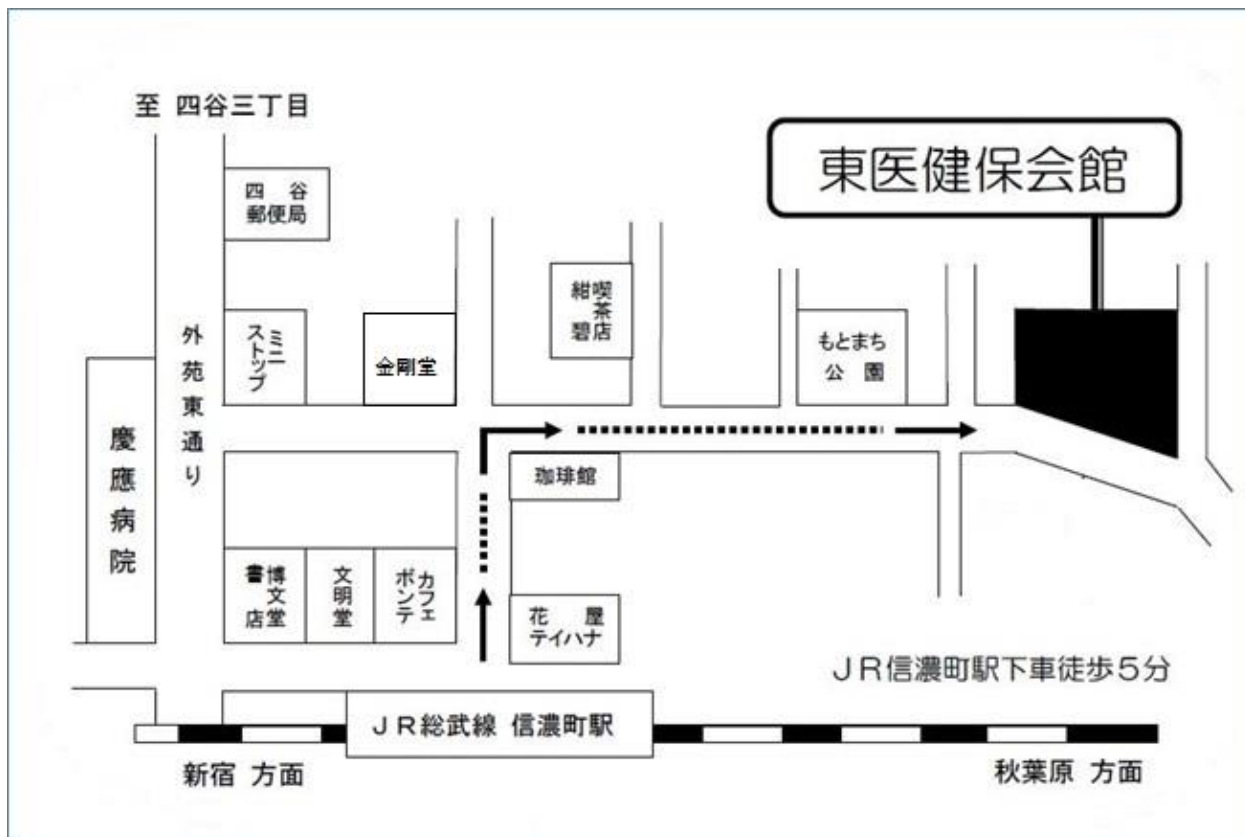 至 四谷三丁目
東医健保会館
四谷
郵便局
外苑東通り
ミニ
ストップ
金剛堂
喫茶店
紺碧
もとまち
公園
慶應病院
珈琲館
博文堂
書店
文明堂
カフェ
ボンテ
花屋
テイハナ
JR信濃町駅下車徒歩5分
JR総武線 信濃町駅
新宿 方面
秋葉原 方面